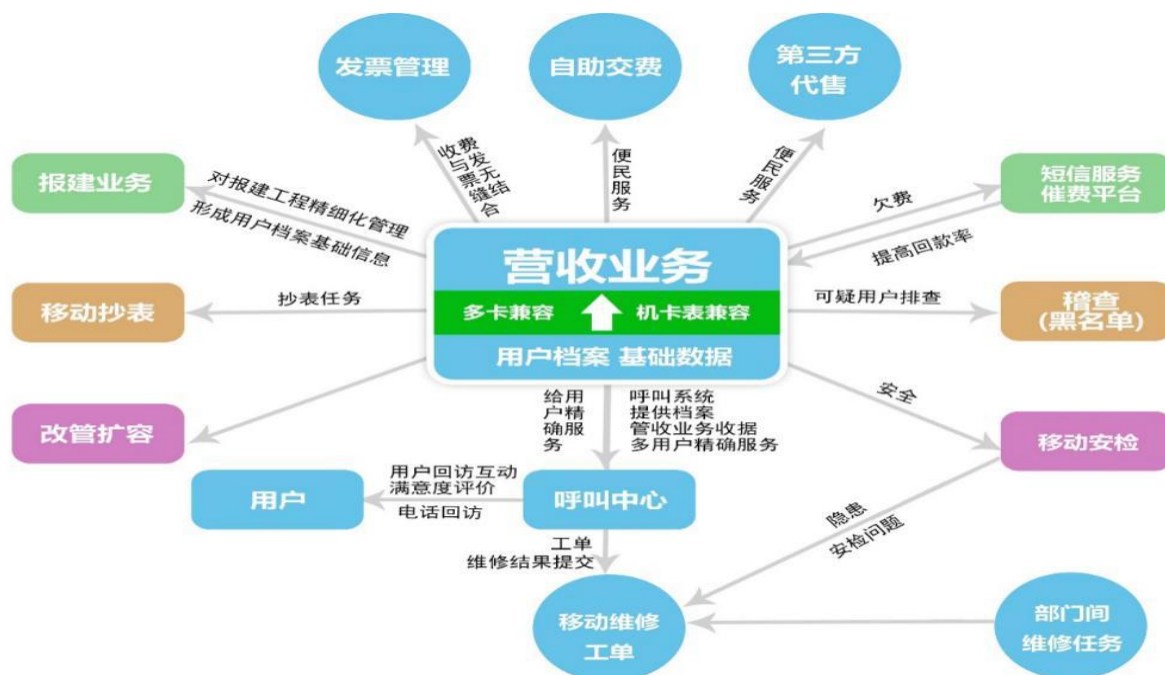 发票管理
自助交费
第三方
代售
收费
与发
票无
缝结
合
便民服务
便民服务
报建业务
对报建工程精细化管理
形成用户档案基础信息
短信服务
催费平台
欠费
提高回款率
营收业务
多卡兼容
机卡表兼容
用户档案 基础数据
移动抄表
抄表任务
可疑用户排查
稽查
(黑名单)
改管扩容
给用
户精
确服
务
呼叫系统
提供档案
管收业务收据
多用户精确服务
安全
移动安检
用户
用户回访互动
满意度评价
电话回访
呼叫中心
隐患
安检问题
工单
维修结果提交
移动维修
工单
部门间
维修任务